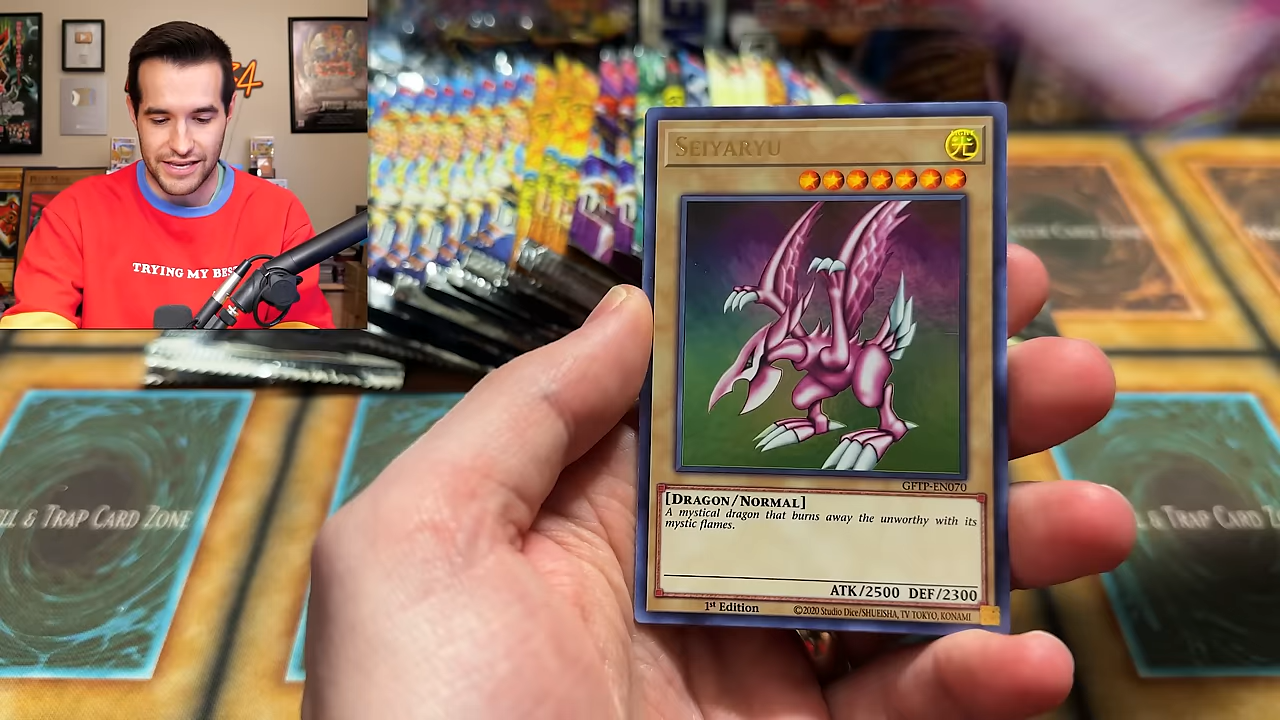 TRYING MY BES
SEIYARYU
LIGHT
光
GFTP-EN070
[DRAGON/NORMAL]
A mystical dragon that burns away the unworthy with its
mystic flames.
ATK/2500 DEF/2300
1st Edition
©2020 Studio Dice/SHUEISHA, TV TOKYO, KONAMI
LL & TRAP CARD ZONE
LL & TRAP CARD Z